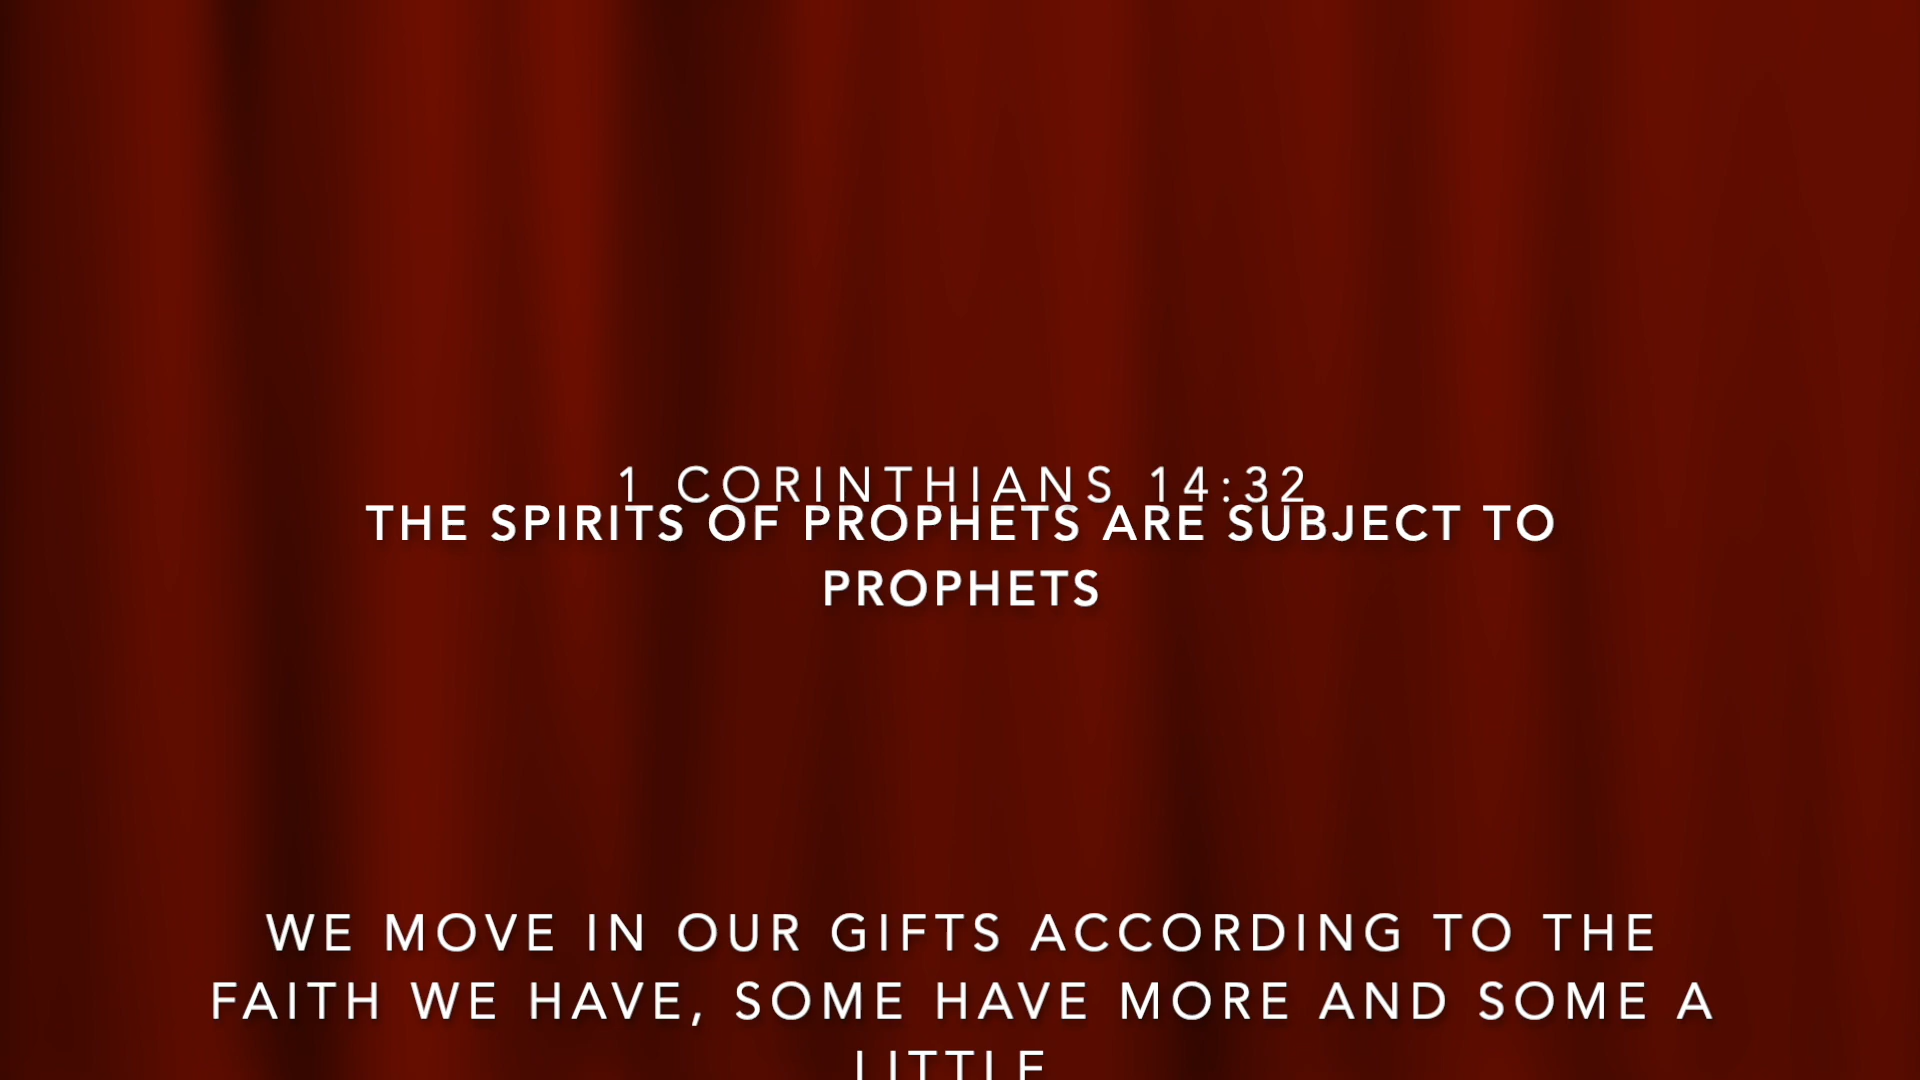 1 CORINTHIANS 14:32
THE SPIRITS OF PROPHETS ARE SUBJECT TO
PROPHETS
WE MOVE IN OUR GIFTS ACCORDING TO THE
FAITH WE HAVE, SOME HAVE MORE AND SOME A
LITTLE